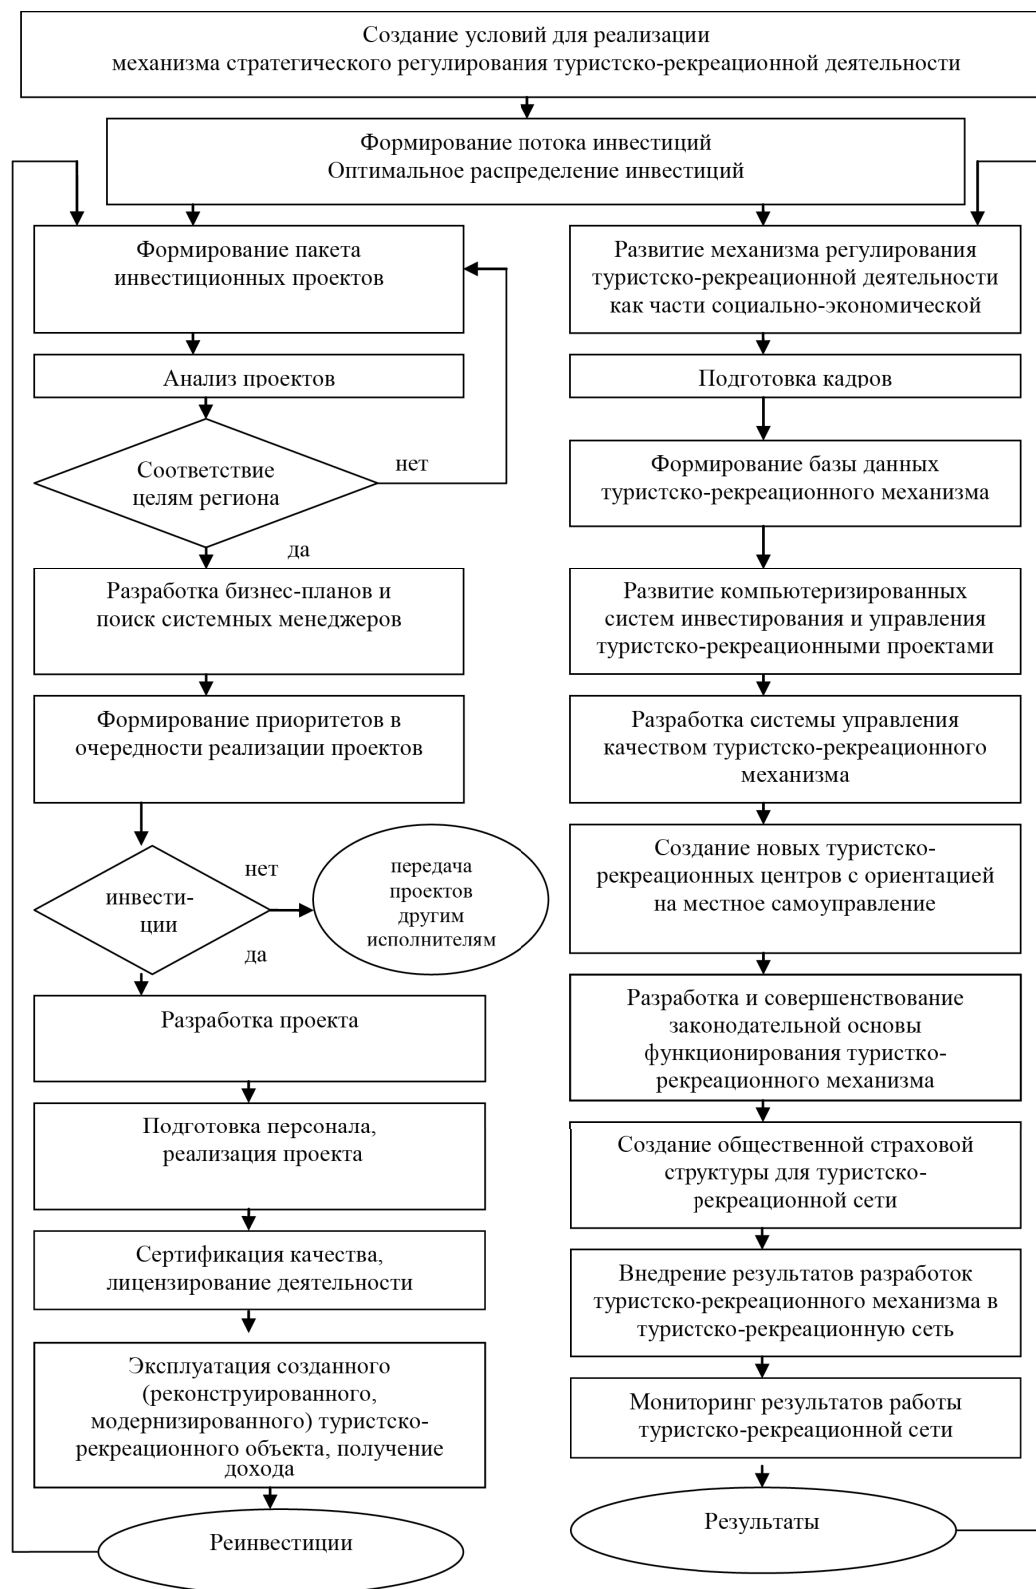 Создание условий для реализации
механизма стратегического регулирования туристско-рекреационной деятельности
Формирование потока инвестиций
Оптимальное распределение инвестиций
Формирование пакета
инвестиционных проектов
Анализ проектов
Соответствие
целям региона
нет
да
Разработка бизнес-планов и
поиск системных менеджеров
Формирование приоритетов в
очередности реализации проектов
инвести-
ции
нет
да
передача
проектов
другим
исполнителям
Разработка проекта
Подготовка персонала,
реализация проекта
Сертификация качества,
лицензирование деятельности
Эксплуатация созданного
(реконструированного,
модернизированного) туристско-
рекреационного объекта, получение
дохода
Реинвестиции
Развитие механизма регулирования
туристско-рекреационной деятельности
как части социально-экономической
Подготовка кадров
Формирование базы данных
туристско-рекреационного механизма
Развитие компьютеризированных
систем инвестирования и управления
туристско-рекреационными проектами
Разработка системы управления
качеством туристско-рекреационного
механизма
Создание новых туристско-
рекреационных центров с ориентацией
на местное самоуправление
Разработка и совершенствование
законодательной основы
функционирования туристко-
рекреационного механизма
Создание общественной страховой
структуры для туристско-
рекреационной сети
Внедрение результатов разработок
туристско-рекреационного механизма в
туристско-рекреационную сеть
Мониторинг результатов работы
туристско-рекреационной сети
Результаты